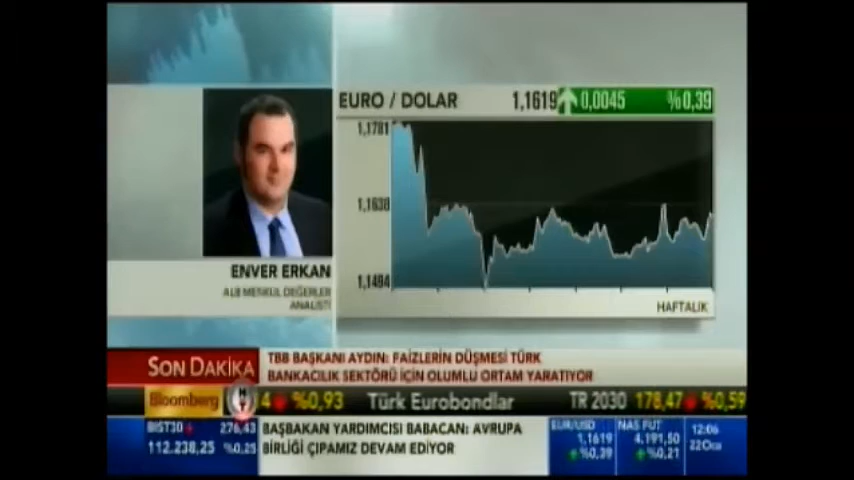 EURO / DOLAR 1,1619 0,0045 %0,39
1,1781
1,1638
1,1494
HAFTALIK
ENVER ERKAN
ALB MENKUL DEĞERLER
ANALİSTİ
SON DAKİKA
TBB BAŞKANI AYDIN: FAİZLERİN DÜŞMESİ TÜRK
BANKACILIK SEKTÖRÜ İÇİN OLUMLU ORTAM YARATIYOR
Bloomberg HT
4 %0,93 Türk Eurobondlar TR 2030 178,47 %0,59
BIST30 276,43
112.238,25 %0,25
BAŞBAKAN YARDIMCISI BABACAN: AVRUPA
BİRLİĞİ ÇIPAMIZ DEVAM EDİYOR
EUR/USD
1,1619
%0,39
NAS FUT
4.191,50
%0,21
12:06
22 Oca